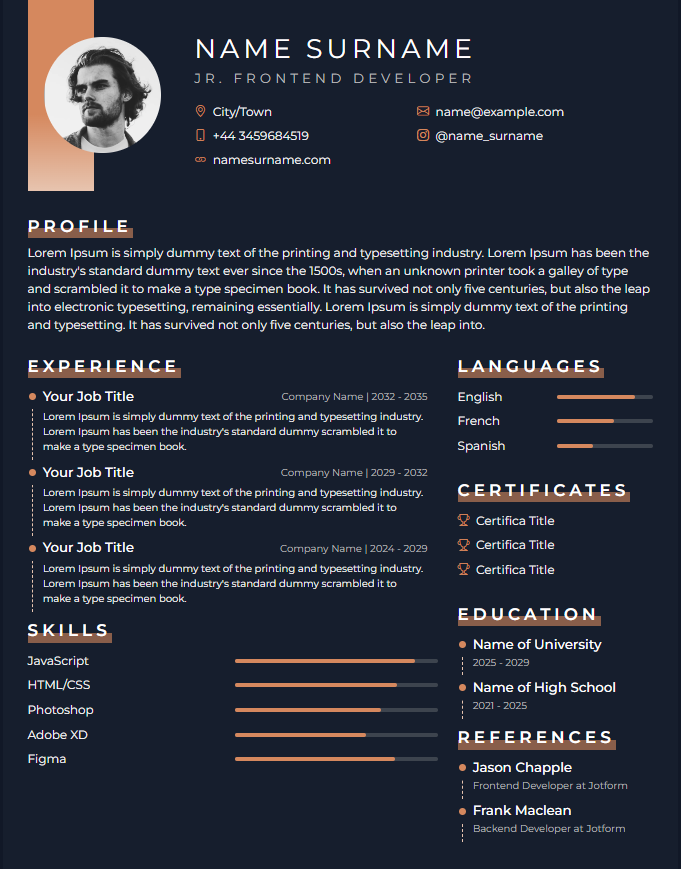 NAME SURNAME
JR. FRONTEND DEVELOPER
City/Town
name@example.com
+44 3459684519
@name_surname
namesurname.com
PROFILE
Lorem Ipsum is simply dummy text of the printing and typesetting industry. Lorem Ipsum has been the
industry's standard dummy text ever since the 1500s, when an unknown printer took a galley of type
and scrambled it to make a type specimen book. It has survived not only five centuries, but also the leap
into electronic typesetting, remaining essentially. Lorem Ipsum is simply dummy text of the printing
and typesetting. It has survived not only five centuries, but also the leap into.
EXPERIENCE
Your Job Title
Company Name | 2032 - 2035
Lorem Ipsum is simply dummy text of the printing and typesetting industry.
Lorem Ipsum has been the industry's standard dummy scrambled it to
make a type specimen book.
Your Job Title
Company Name | 2029 - 2032
Lorem Ipsum is simply dummy text of the printing and typesetting industry.
Lorem Ipsum has been the industry's standard dummy scrambled it to
make a type specimen book.
Your Job Title
Company Name | 2024 - 2029
Lorem Ipsum is simply dummy text of the printing and typesetting industry.
Lorem Ipsum has been the industry's standard dummy scrambled it to
make a type specimen book.
SKILLS
JavaScript
HTML/CSS
Photoshop
Adobe XD
Figma
LANGUAGES
English
French
Spanish
CERTIFICATES
Certifica Title
Certifica Title
Certifica Title
EDUCATION
Name of University
2025 - 2029
Name of High School
2021 - 2025
REFERENCES
Jason Chapple
Frontend Developer at Jotform
Frank Maclean
Backend Developer at Jotform